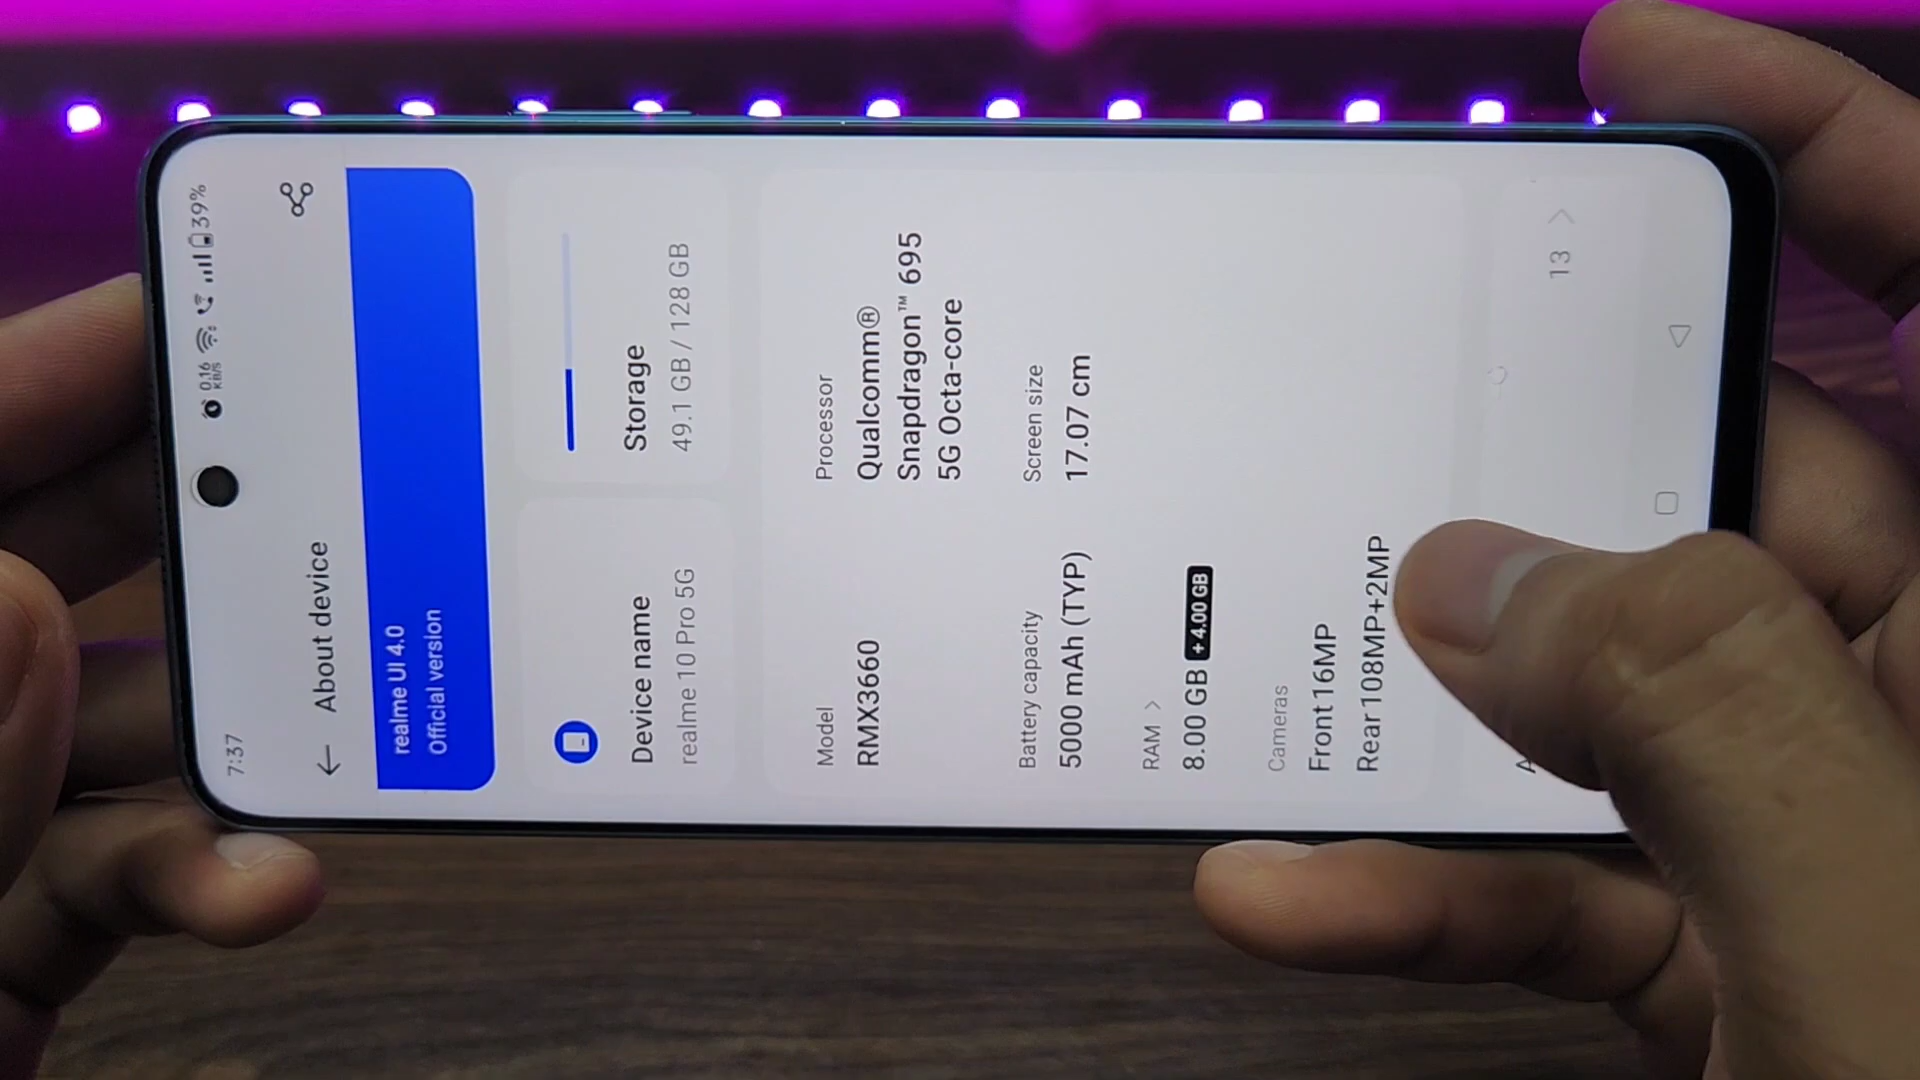 7:37
0.16
KB/S
39%
About device
realme UI 4.0
Official version
Device name
realme 10 Pro 5G
Storage
49.1 GB / 128 GB
Model
RMX3660
Processor
Qualcomm®
Snapdragon™ 695
5G Octa-core
Battery capacity
5000 mAh (TYP)
Screen size
17.07 cm
RAM >
8.00 GB + 4.00 GB
Cameras
Front 16MP
Rear 108MP+2MP
13 >